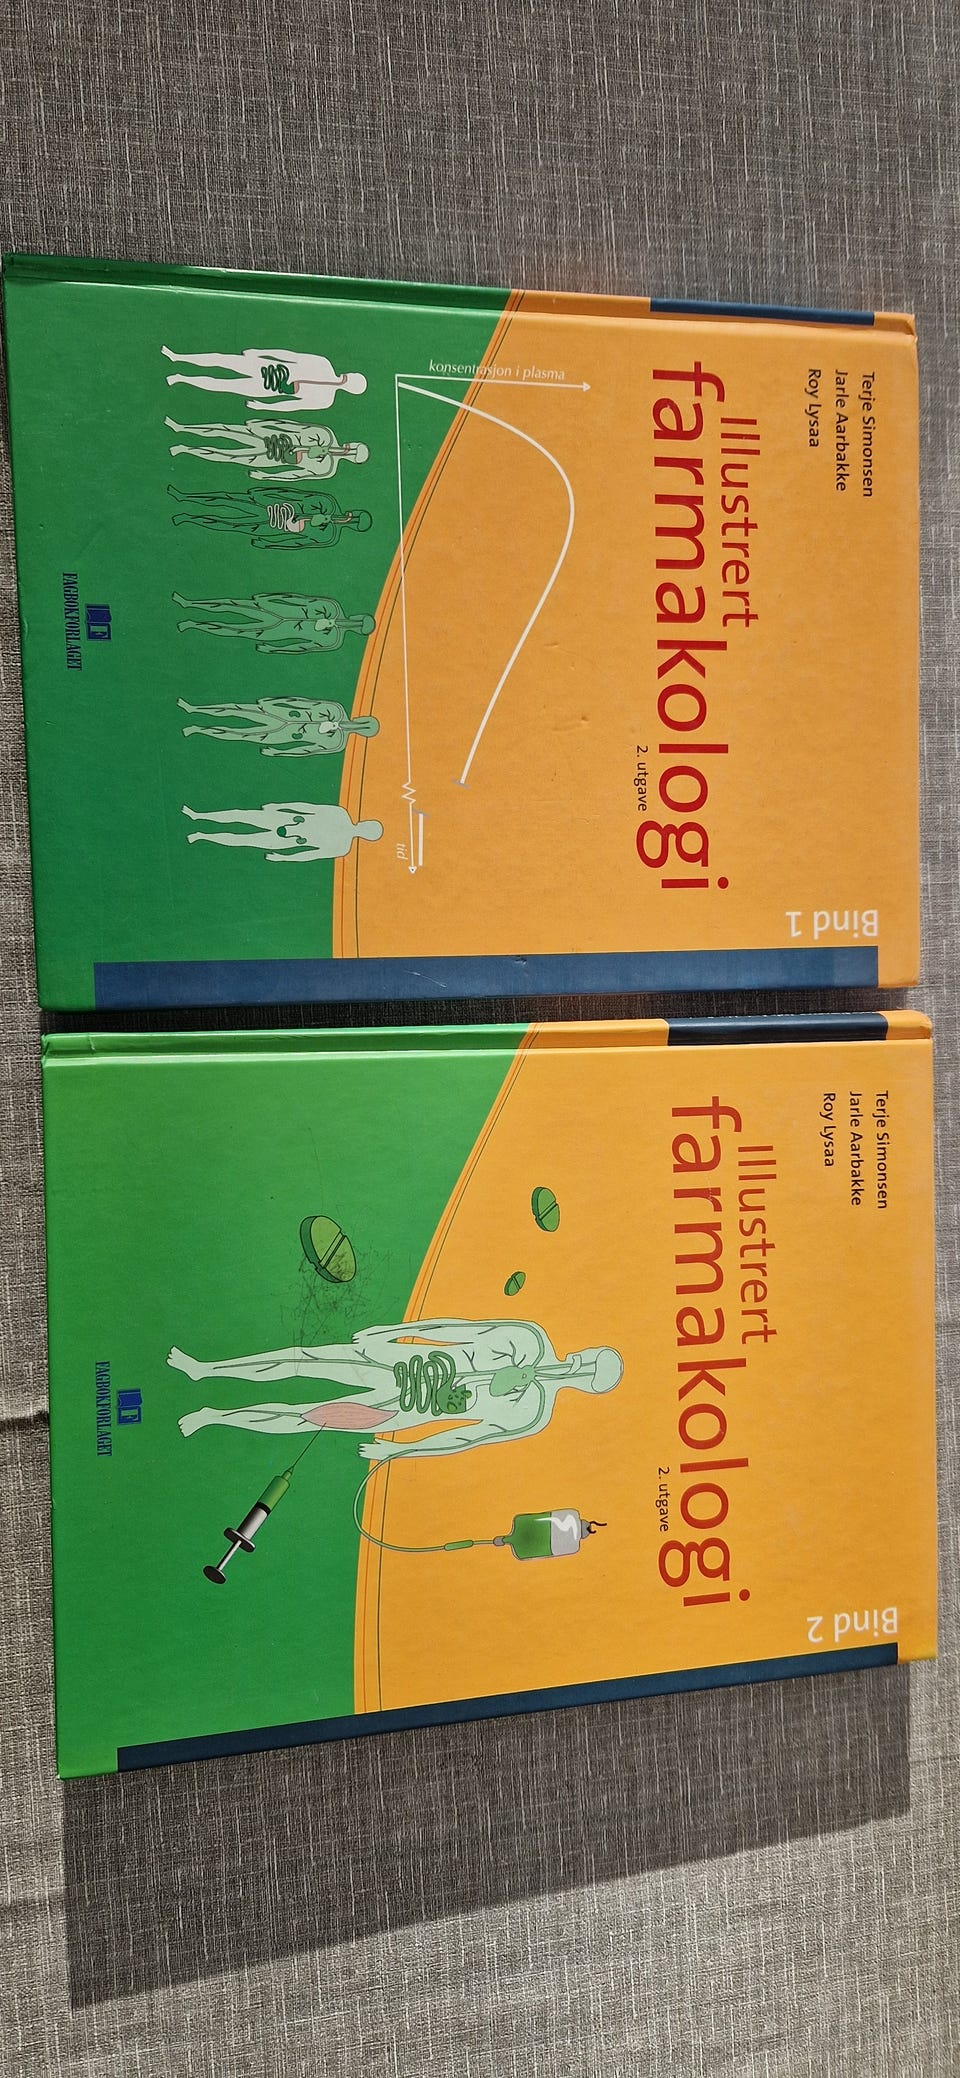 Terje Simonsen
Jarle Aarbakke
Roy Lysaa
Illustrert
farmakologi
2. utgave
Bind 1
konsentrasjon i plasma
tid
F
FAGBOKFORLAGET
Terje Simonsen
Jarle Aarbakke
Roy Lysaa
Illustrert
farmakologi
2. utgave
Bind 2
F
FAGBOKFORLAGET